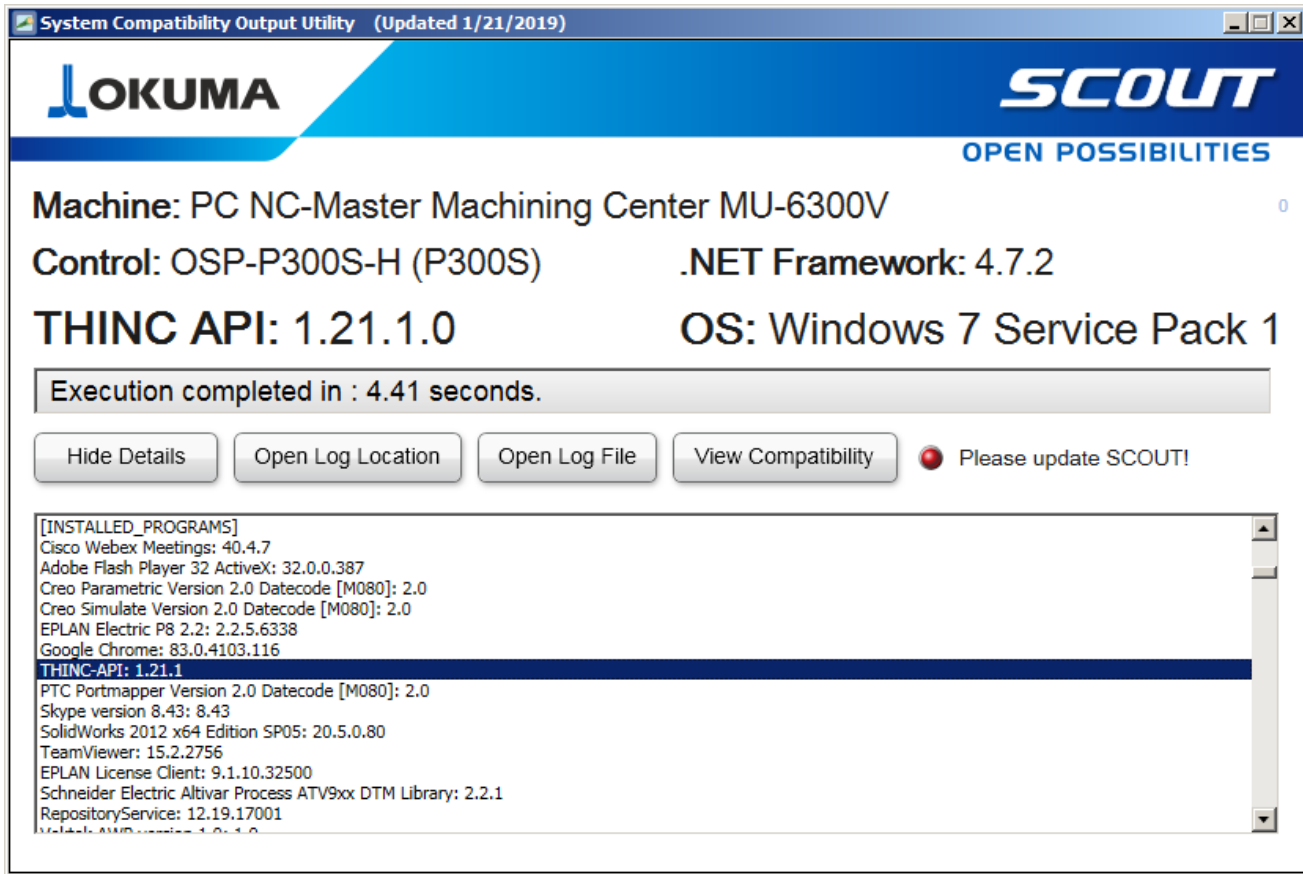 System Compatibility Output Utility (Updated 1/21/2019)
OKUMA
SCOUT
OPEN POSSIBILITIES
Machine: PC NC-Master Machining Center MU-6300V
0
Control: OSP-P300S-H (P300S) .NET Framework: 4.7.2
THINC API: 1.21.1.0 OS: Windows 7 Service Pack 1
Execution completed in : 4.41 seconds.
Hide Details Open Log Location Open Log File View Compatibility Please update SCOUT!
[INSTALLED_PROGRAMS]
Cisco Webex Meetings: 40.4.7
Adobe Flash Player 32 ActiveX: 32.0.0.387
Creo Parametric Version 2.0 Datecode [M080]: 2.0
Creo Simulate Version 2.0 Datecode [M080]: 2.0
EPLAN Electric P8 2.2: 2.2.5.6338
Google Chrome: 83.0.4103.116
THINC-API: 1.21.1
PTC Portmapper Version 2.0 Datecode [M080]: 2.0
Skype version 8.43: 8.43
SolidWorks 2012 x64 Edition SP05: 20.5.0.80
TeamViewer: 15.2.2756
EPLAN License Client: 9.1.10.32500
Schneider Electric Altivar Process ATV9xx DTM Library: 2.2.1
RepositoryService: 12.19.17001